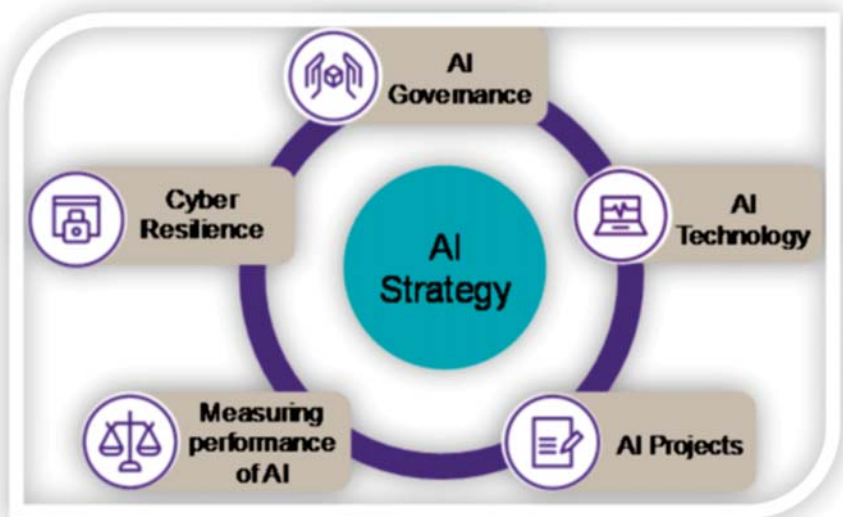 AI
Governance
Cyber
Resilience
AI
Technology
AI
Strategy
Measuring
performance
of AI
AI Projects